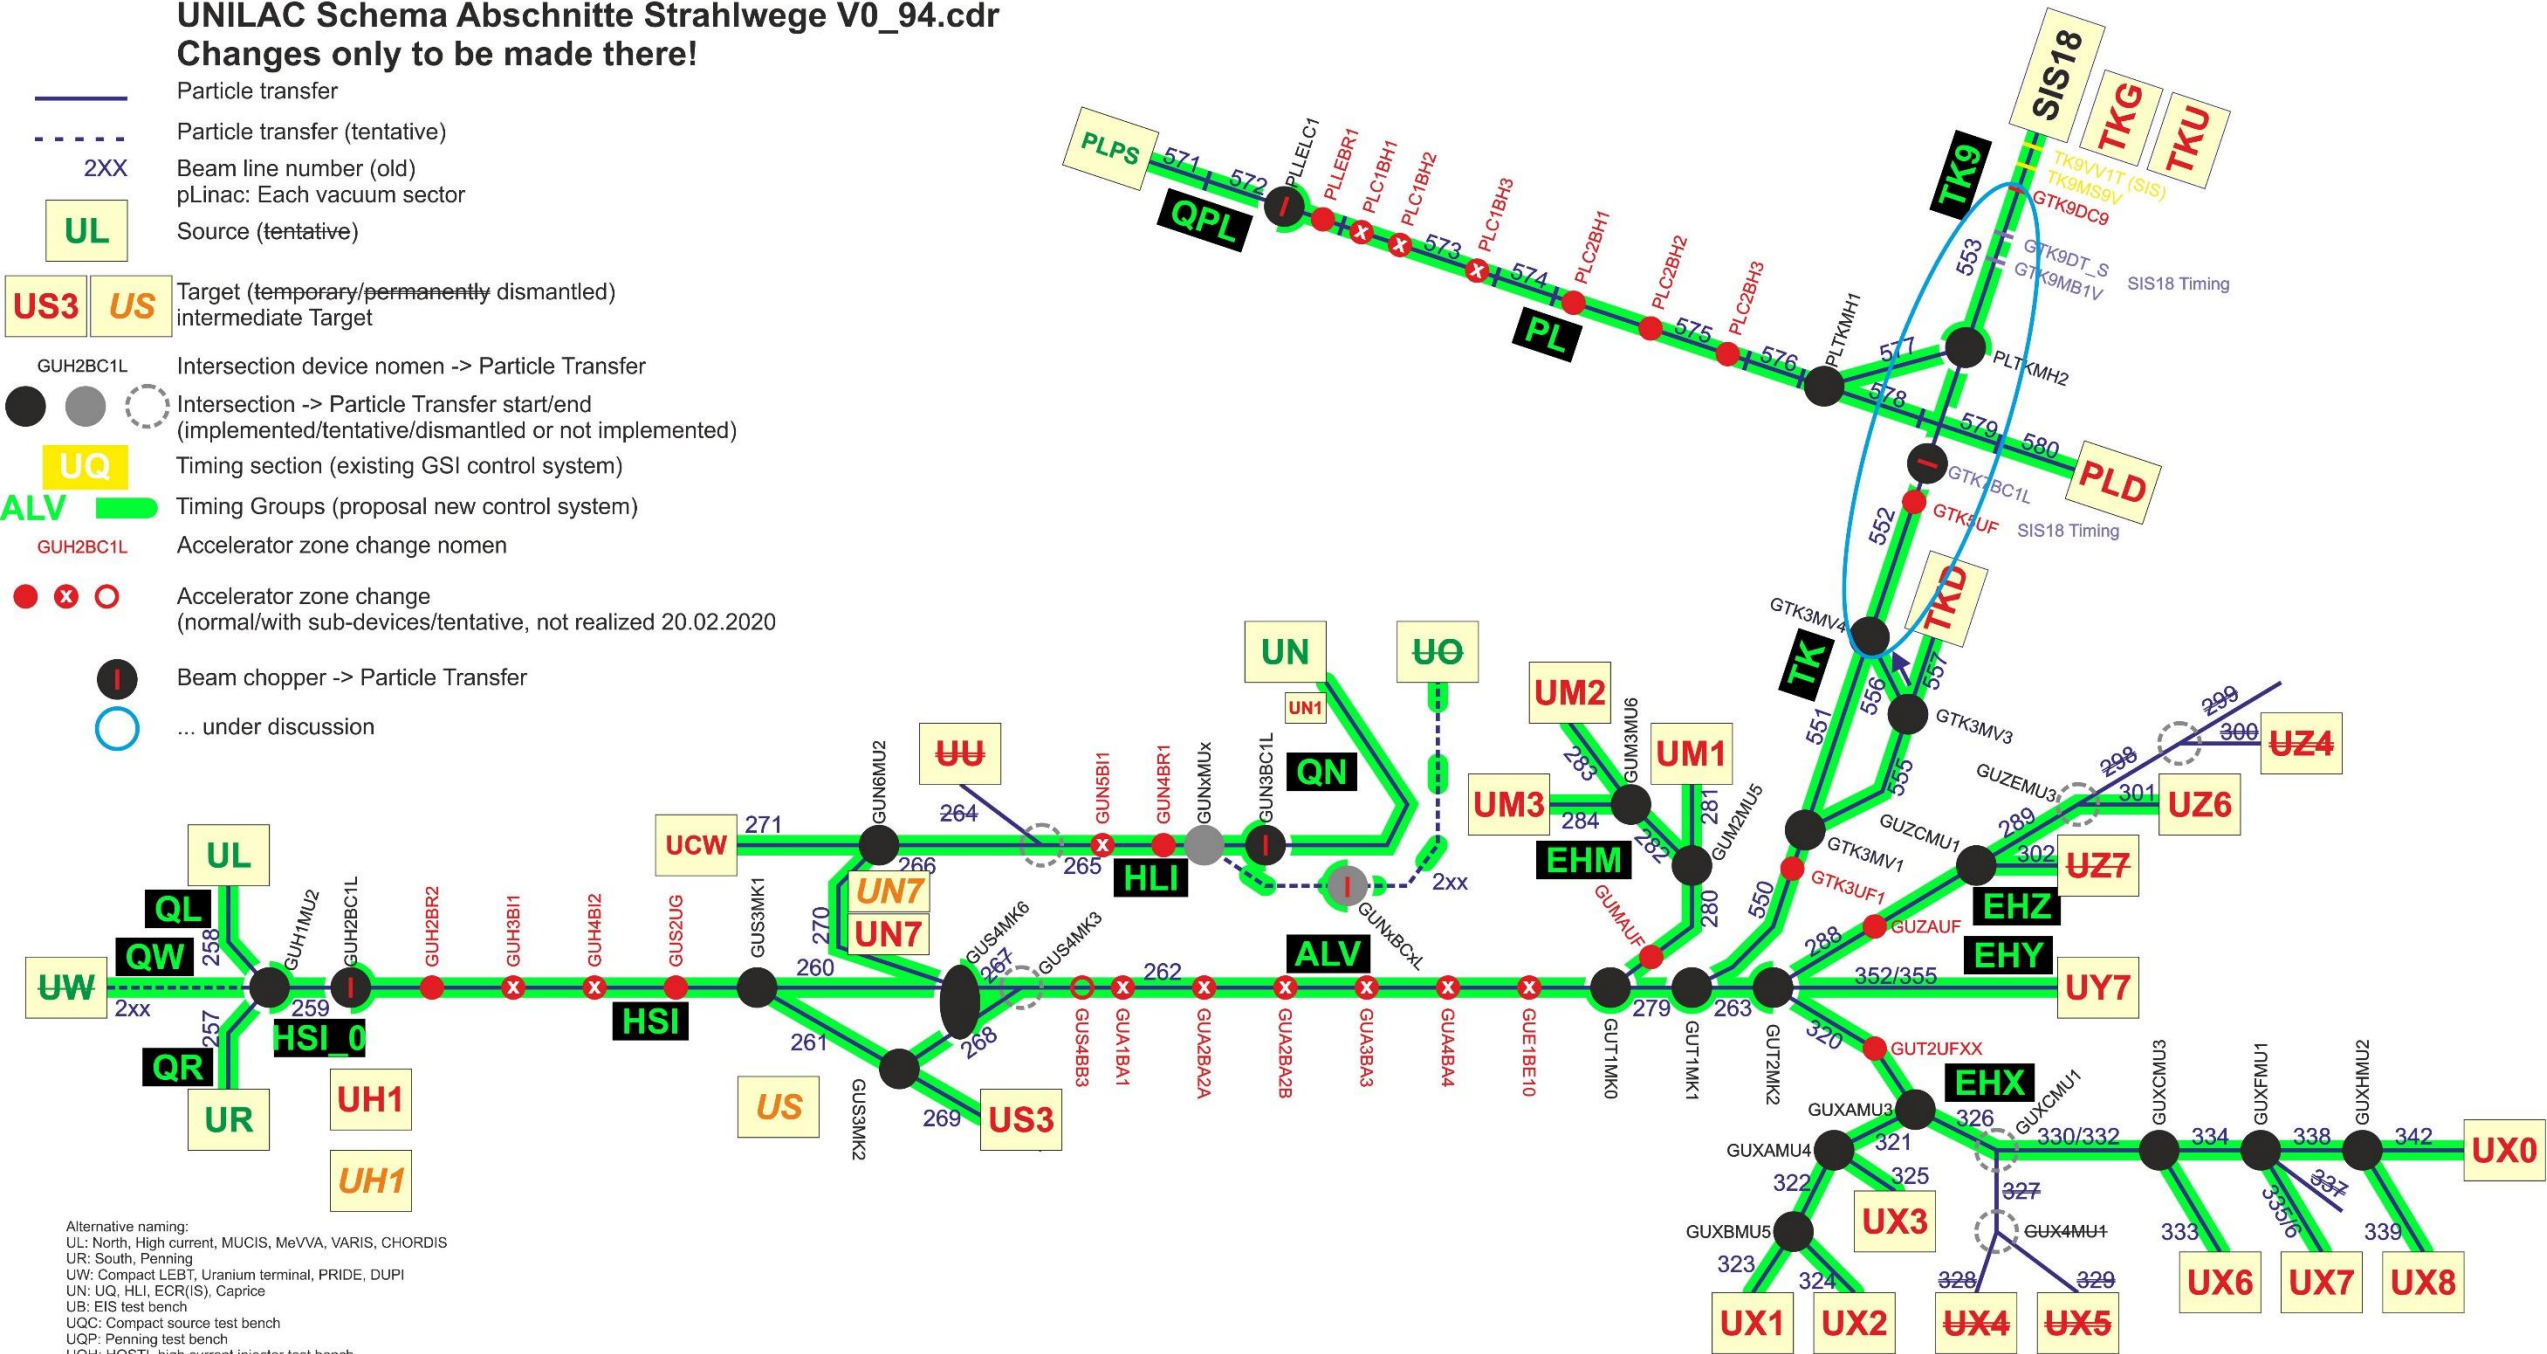 UNILAC Schema Abschnitte Strahlwege V0_94.cdr
Changes only to be made there!
Particle transfer
Particle transfer (tentative)
2XX
Beam line number (old)
pLinac: Each vacuum sector
UL
Source (tentative)
US3
US
Target (temporary/permanently dismantled)
intermediate Target
GUH2BC1L
Intersection device nomen -> Particle Transfer
Intersection -> Particle Transfer start/end
(implemented/tentative/dismantled or not implemented)
UQ
Timing section (existing GSI control system)
ALV
Timing Groups (proposal new control system)
GUH2BC1L
Accelerator zone change nomen
x
Accelerator zone change
(normal/with sub-devices/tentative, not realized 20.02.2020
Beam chopper -> Particle Transfer
... under discussion
PLPS
571
572
QPL
PLLELC1
PLLEBR1
PLC1BH1
PLC1BH2
573
PLC1BH3
574
PLC2BH1
PL
PLC2BH2
575
PLC2BH3
576
PLTKMH1
577
578
579
580
PLD
SIS18
TKG
TKU
TK9
TK9VV1T (SIS)
TK9MS9V
GTK9DC9
553
GTK9DT_S
GTK9MB1V
SIS18 Timing
PLTKMH2
GTK7BC1L
GTK5UF
SIS18 Timing
552
TKD
GTK3MV4
TK
551
556
557
GTK3MV3
555
GTK3MV1
GTK3UF1
550
UN
UN1
UO
QN
UU
264
UCW
271
GUN6MU2
266
265
GUN5BI1
GUN4BR1
HLI
GUNxMUx
GUN3BC1L
2xx
GUNxBCxL
UN7
UN7
270
UM2
283
GUM3MU6
UM1
281
UM3
284
282
EHM
GUM2MU5
GUMAUF
280
299
300
UZ4
298
GUZEMU3
301
UZ6
289
GUZCMU1
302
UZ7
EHZ
GUZAUF
288
EHY
352/355
UY7
UL
QL
258
QW
UW
2xx
257
QR
UR
GUH1MU2
259
GUH2BC1L
HSI_0
UH1
UH1
GUH2BR2
GUH3BI1
GUH4BI2
GUS2UG
HSI
GUS3MK1
260
261
US
GUS3MK2
269
US3
268
267
GUS4MK6
GUS4MK3
262
ALV
GUS4BB3
GUA1BA1
GUA2BA2A
GUA2BA2B
GUA3BA3
GUA4BA4
GUE1BE10
GUT1MK0
279
GUT1MK1
263
GUT2MK2
320
GUT2UFXX
EHX
GUXAMU3
326
GUXCMU1
330/332
GUXCMU3
334
GUXFMU1
338
GUXHMU2
342
UX0
GUXAMU4
321
325
322
UX3
GUXBMU5
323
324
UX1
UX2
327
GUX4MU1
328
329
UX4
UX5
333
UX6
335/6
337
UX7
339
UX8
Alternative naming:
UL: North, High current, MUCIS, MeVVA, VARIS, CHORDIS
UR: South, Penning
UW: Compact LEBT, Uranium terminal, PRIDE, DUPI
UN: UQ, HLI, ECR(IS), Caprice
UB: EIS test bench
UQC: Compact source test bench
UQP: Penning test bench